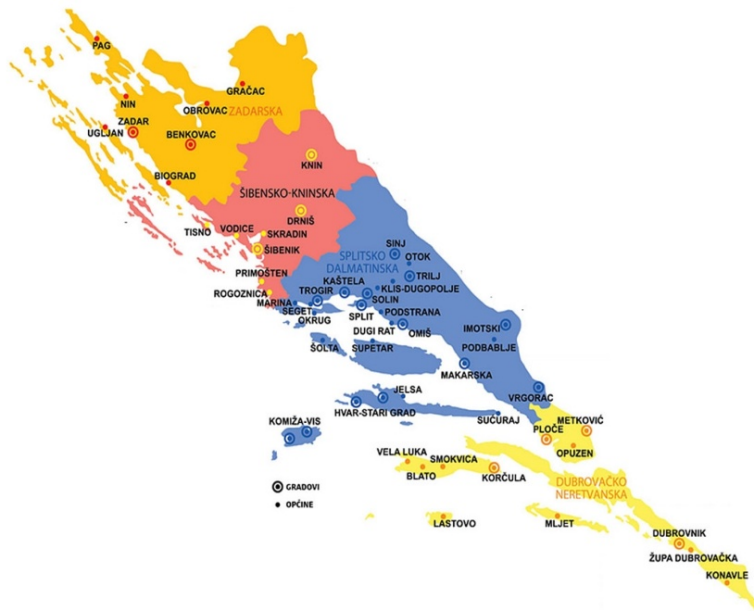 PAG
GRAČAC
NIN
OBROVAC
ZADARSKA
ZADAR
UGLJAN
BENKOVAC
KNIN
BIOGRAD
ŠIBENSKO-KNINSKA
DRNIŠ
TISNO
VODICE
SKRADIN
ŠIBENIK
SINJ
OTOK
SPLITSKO
DALMATINSKA
TRILJ
PRIMOŠTEN
KAŠTELA
KLIS-DUGOPOLJE
ROGOZNICA
MARINA
TROGIR
SOLIN
SEGET
SPLIT
PODSTRANA
OKRUG
DUGI RAT
OMIŠ
IMOTSKI
ŠOLTA
SUPETAR
PODBABLJE
MAKARSKA
JELSA
VRGORAC
HVAR-STARI GRAD
SUĆURAJ
KOMIŽA-VIS
METKOVIĆ
PLOČE
OPUZEN
VELA LUKA
SMOKVICA
BLATO
KORČULA
DUBROVAČKO
NERETVANSKA
GRADOVI
OPĆINE
LASTOVO
MLJET
DUBROVNIK
ŽUPA DUBROVAČKA
KONAVLE